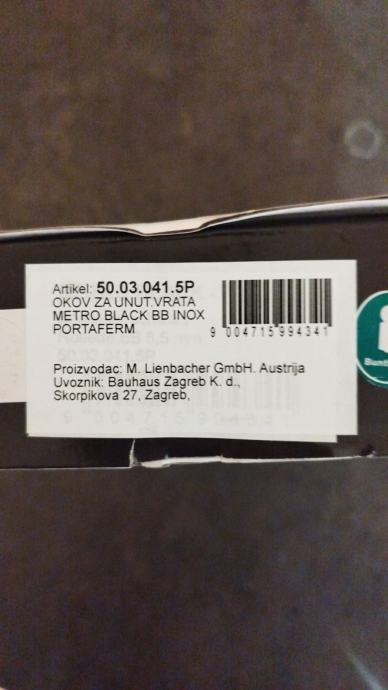 Artikel: 50.03.041.5P
OKOV ZA UNUT.VRATA
METRO BLACK BB INOX
PORTAFERM
9 004715 994341
Proizvodac: M. Lienbacher GmbH. Austrija
Uvoznik: Bauhaus Zagreb K. d.,
Skorpikova 27, Zagreb,